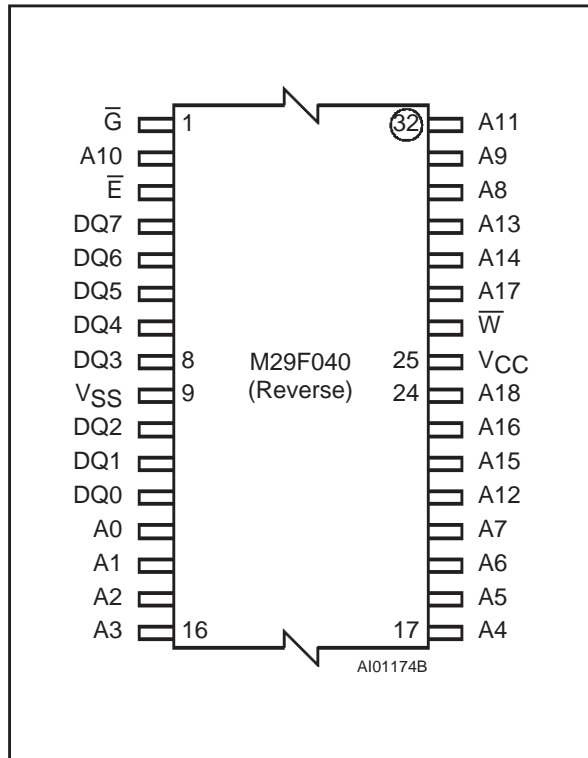 G̅ 1 32 A11
A10 A9
E̅ A8
DQ7 A13
DQ6 A14
DQ5 A17
DQ4 W̅
DQ3 8 M29F040 25 VCC
VSS 9 (Reverse) 24 A18
DQ2 A16
DQ1 A15
DQ0 A12
A0 A7
A1 A6
A2 A5
A3 16 17 A4
AI01174B